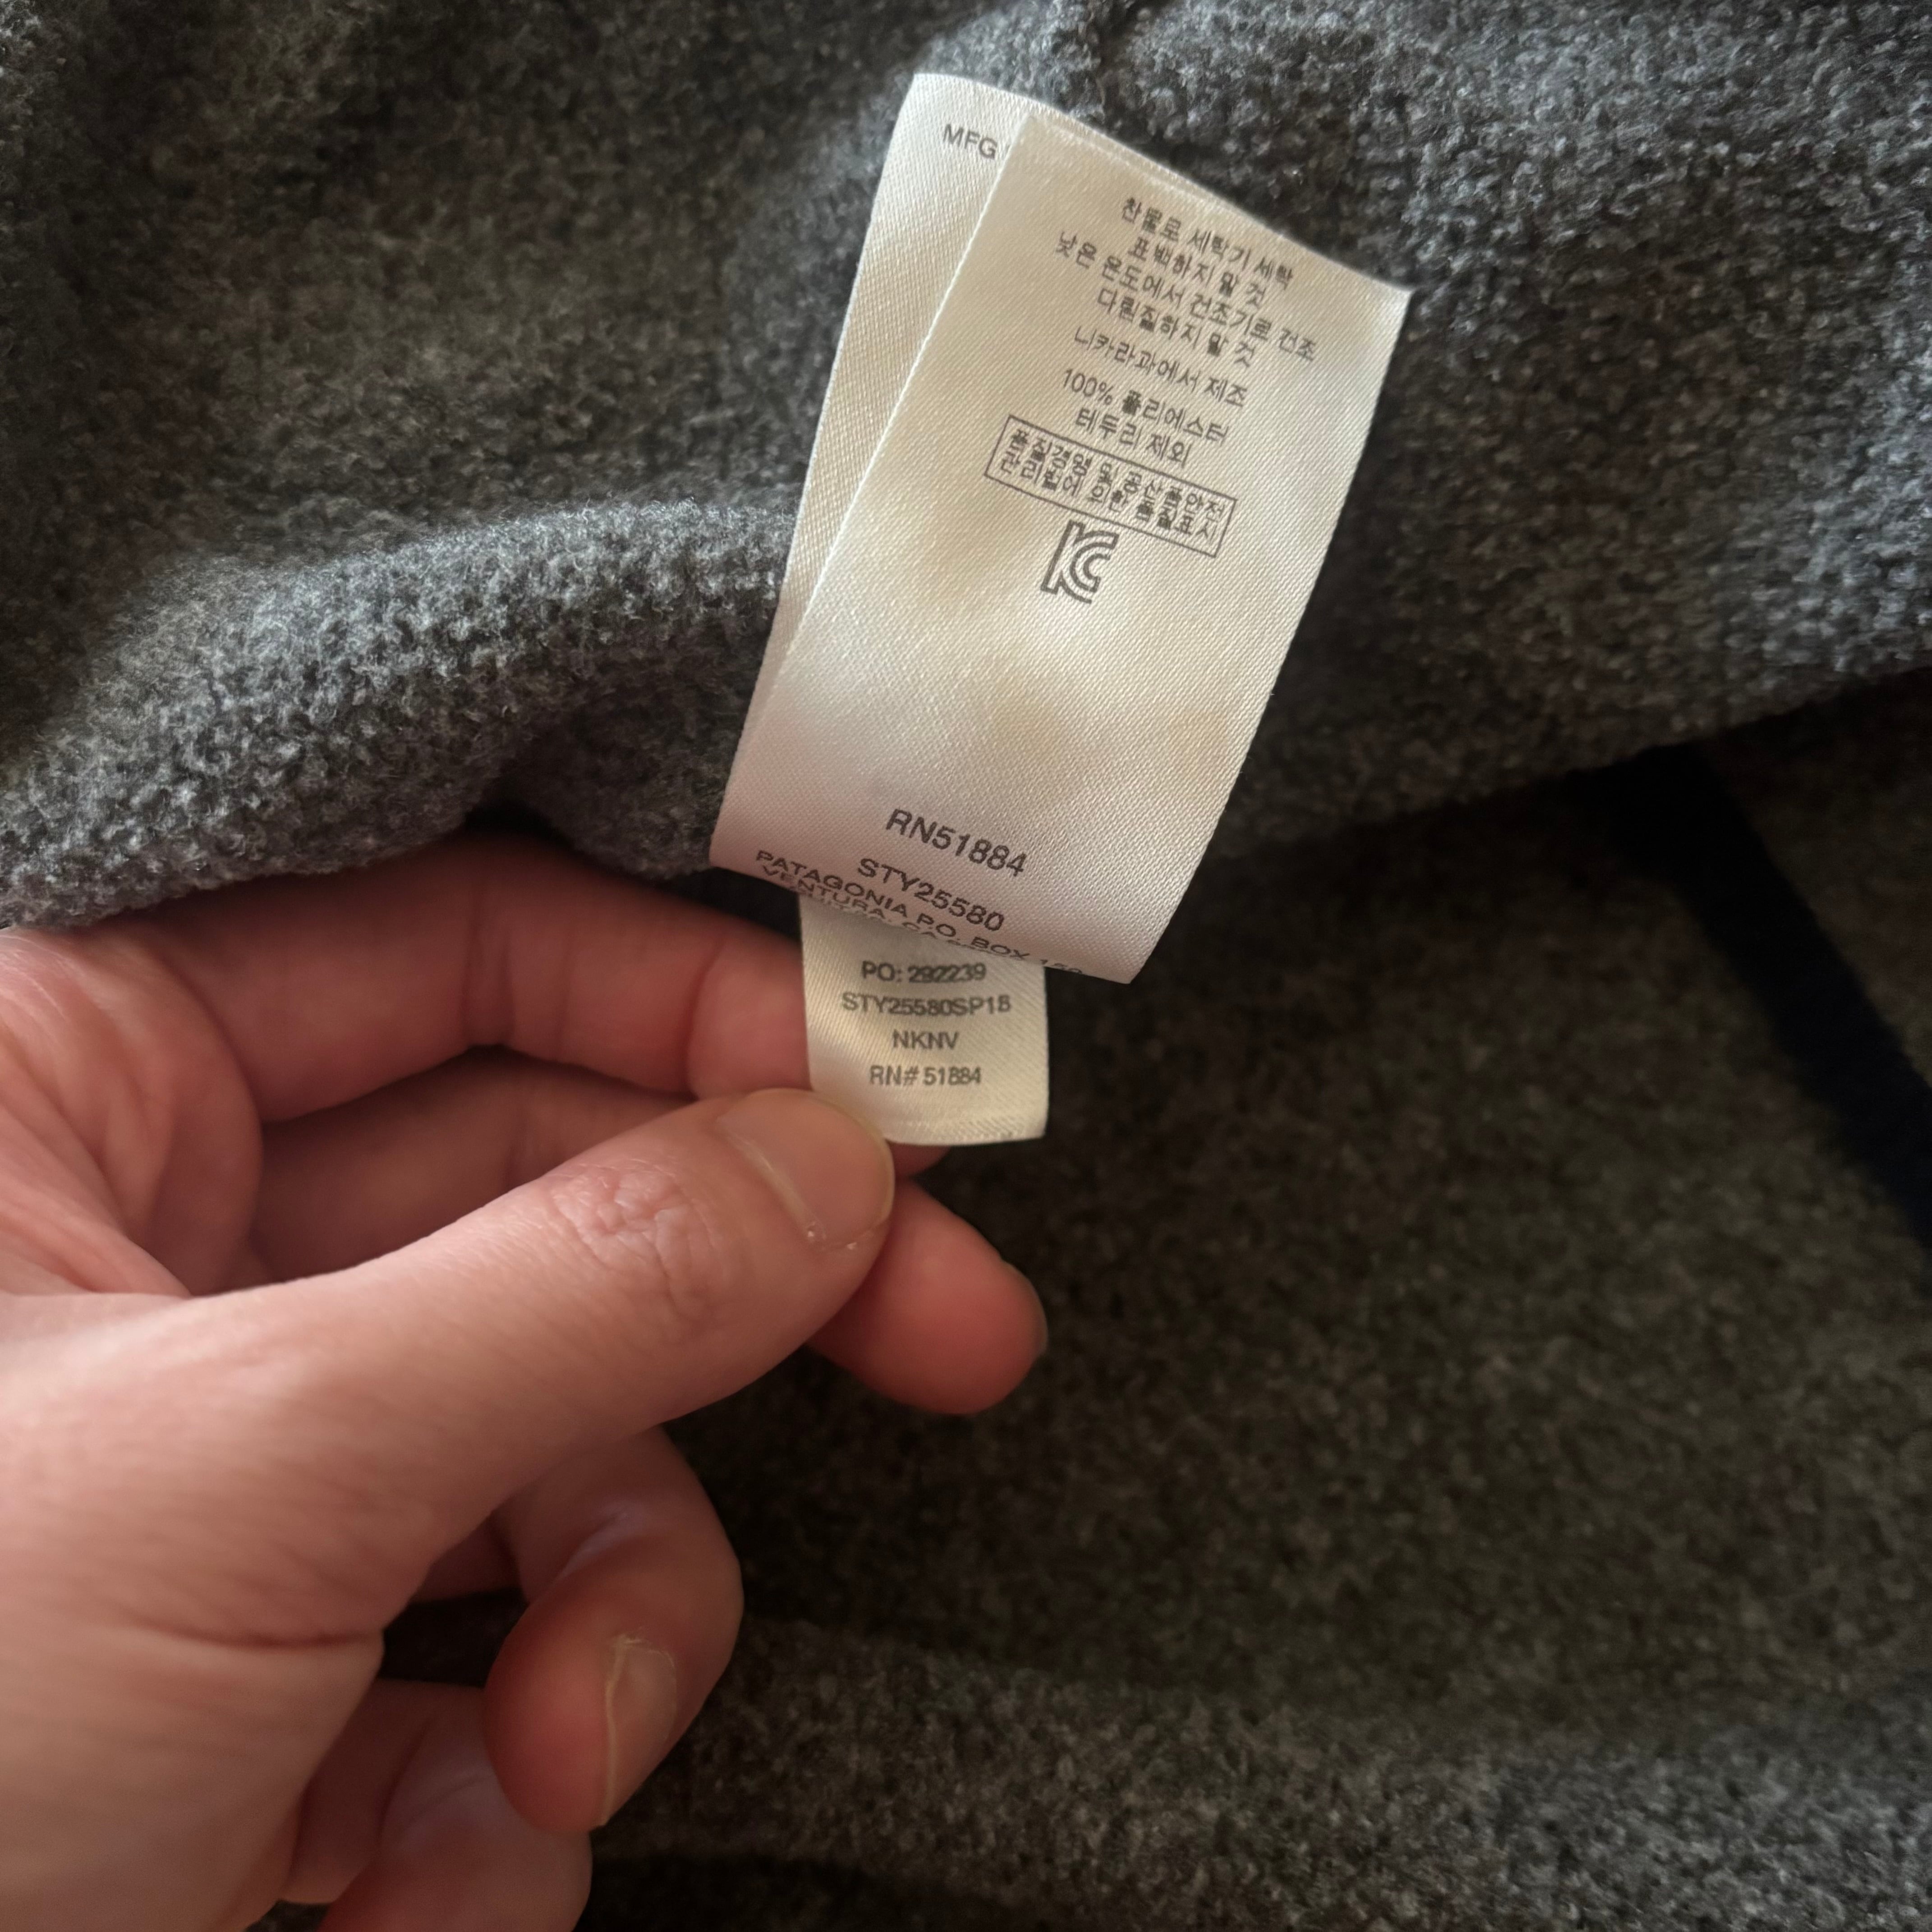 MFG
찬물로 세탁기 세탁
표백하지 말 것
낮은 온도에서 건조기로 건조
다림질하지 말 것
니카라과에서 제조
100% 폴리에스터
테두리 제외
품질경영 및 공산품안전
관리법에 의한 품질표시
KC
RN51884
STY25580
PATAGONIA P.O. BOX 150
VENTURA, CA
PO: 292239
STY25580SP18
NKNV
RN# 51884